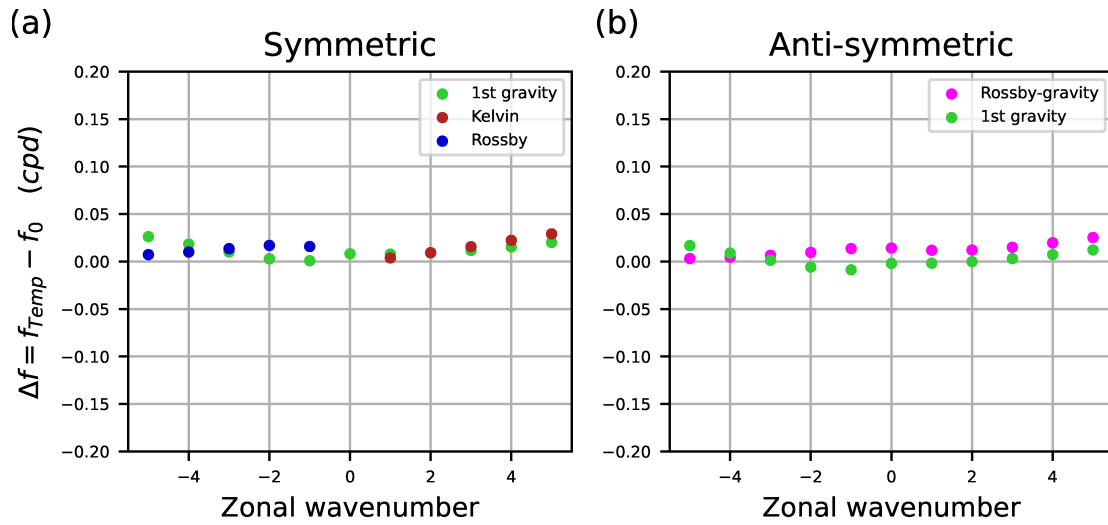 (a)
Symmetric
1st gravity
Kelvin
Rossby
0.20
0.15
0.10
0.05
0.00
−0.05
−0.10
−0.15
−0.20
Δf = f_Temp − f_0 (cpd)
−4
−2
0
2
4
Zonal wavenumber
(b)
Anti-symmetric
Rossby-gravity
1st gravity
0.20
0.15
0.10
0.05
0.00
−0.05
−0.10
−0.15
−0.20
−4
−2
0
2
4
Zonal wavenumber